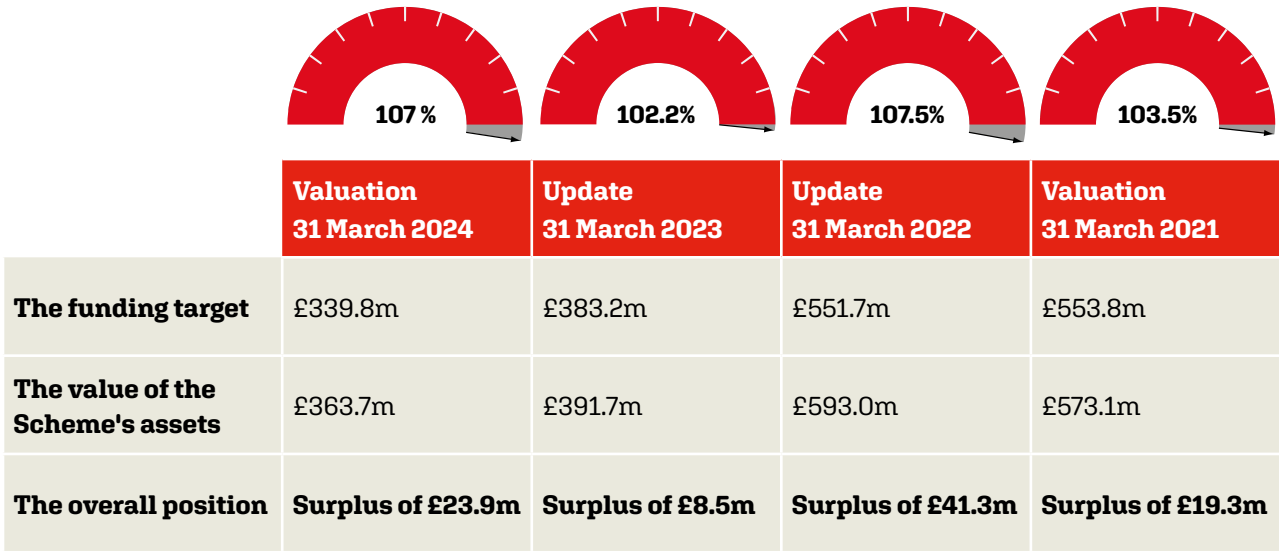 107 % 102.2% 107.5% 103.5%
Valuation Update Update Valuation
31 March 2024 31 March 2023 31 March 2022 31 March 2021
The funding target £339.8m £383.2m £551.7m £553.8m
The value of the
Scheme's assets £363.7m £391.7m £593.0m £573.1m
The overall position Surplus of £23.9m Surplus of £8.5m Surplus of £41.3m Surplus of £19.3m